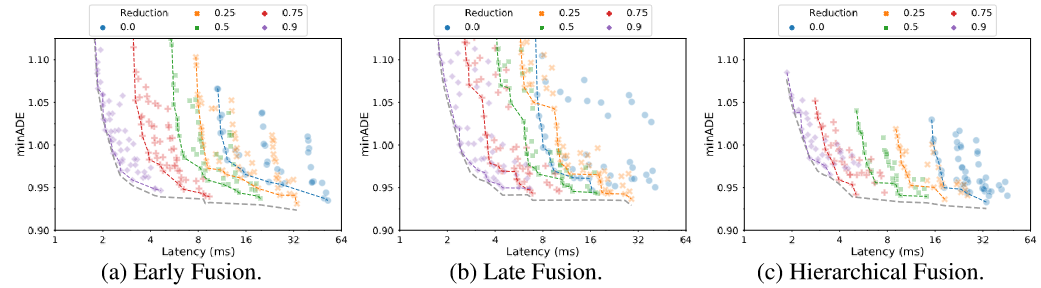 Reduction 0.25 0.75
0.0 0.5 0.9
minADE
1.10
1.05
1.00
0.95
0.90
1 2 4 8 16 32 64
Latency (ms)
(a) Early Fusion.
Reduction 0.25 0.75
0.0 0.5 0.9
minADE
1.10
1.05
1.00
0.95
0.90
1 2 4 8 16 32 64
Latency (ms)
(b) Late Fusion.
Reduction 0.25 0.75
0.0 0.5 0.9
minADE
1.10
1.05
1.00
0.95
0.90
1 2 4 8 16 32 64
Latency (ms)
(c) Hierarchical Fusion.